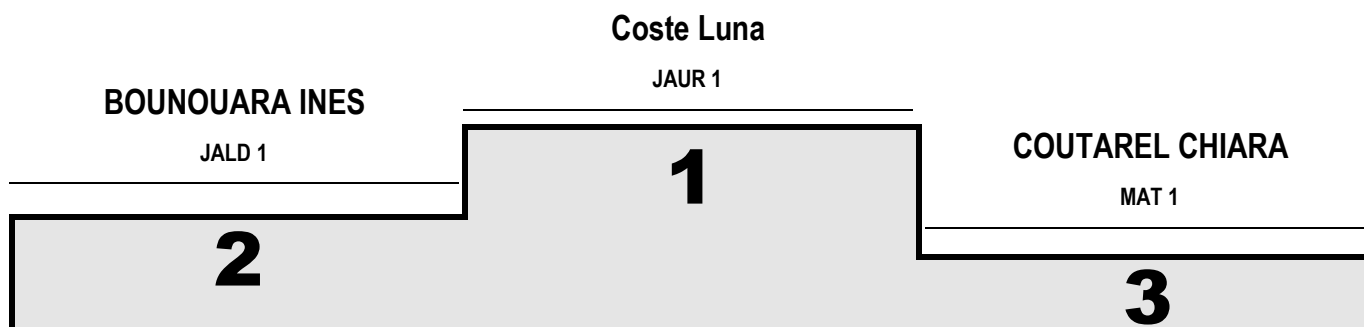 Coste Luna
JAUR 1
BOUNOUARA INES
JALD 1
COUTAREL CHIARA
MAT 1
1
2
3